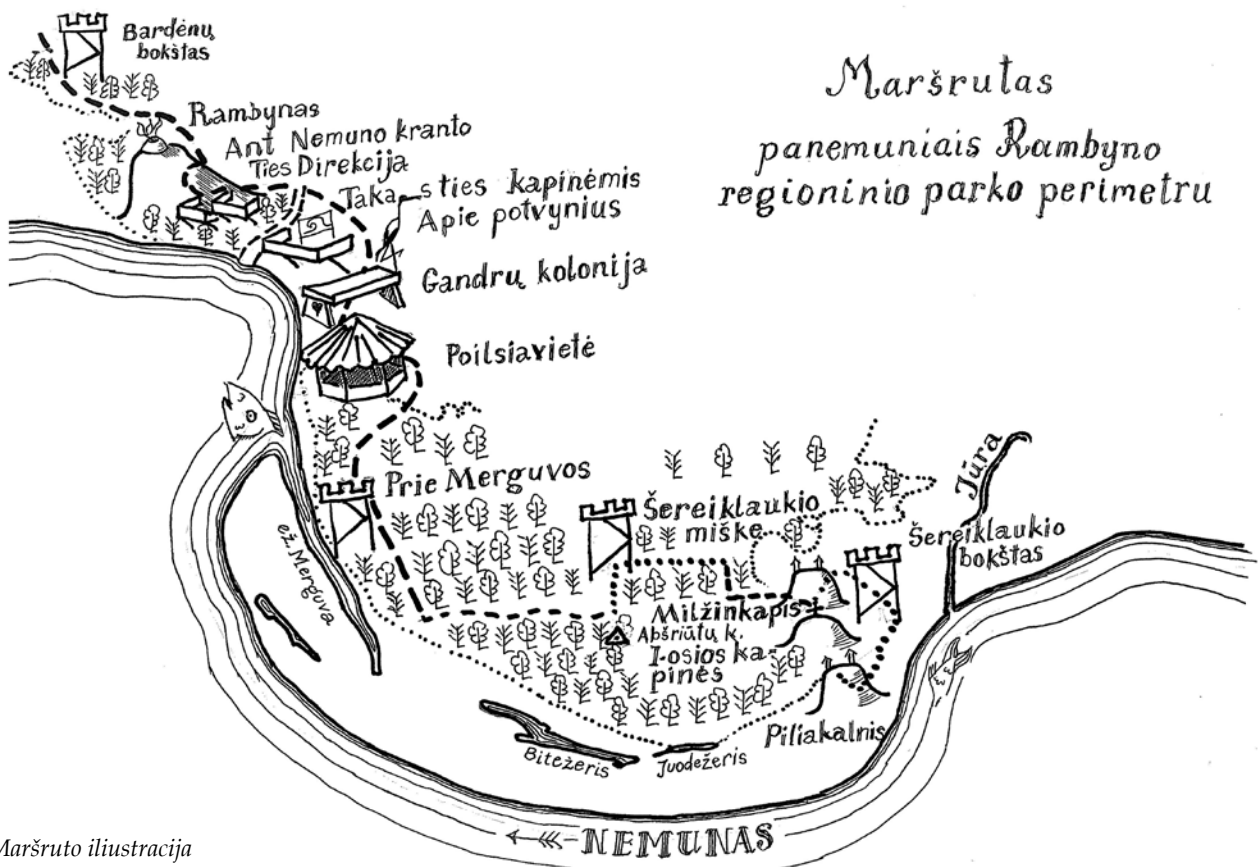 Maršrutas
panemuniais Rambyno
regioninio parko perimetru
Bardėnų
bokštas
Rambynas
Ant Nemuno kranto
Ties Direkcija
Takas ties kapinėmis
Apie potvynius
Gandrų kolonija
Poilsiavietė
Prie Merguvos
Šereiklaukio
miške
Jūra
Šereiklaukio
bokštas
ež. Merguva
Milžinkapis
Abšriūtų k.
I-osios ka-
pinės
Piliakalnis
Bitežeris
Juodežeris
NEMUNAS
Maršruto iliustracija